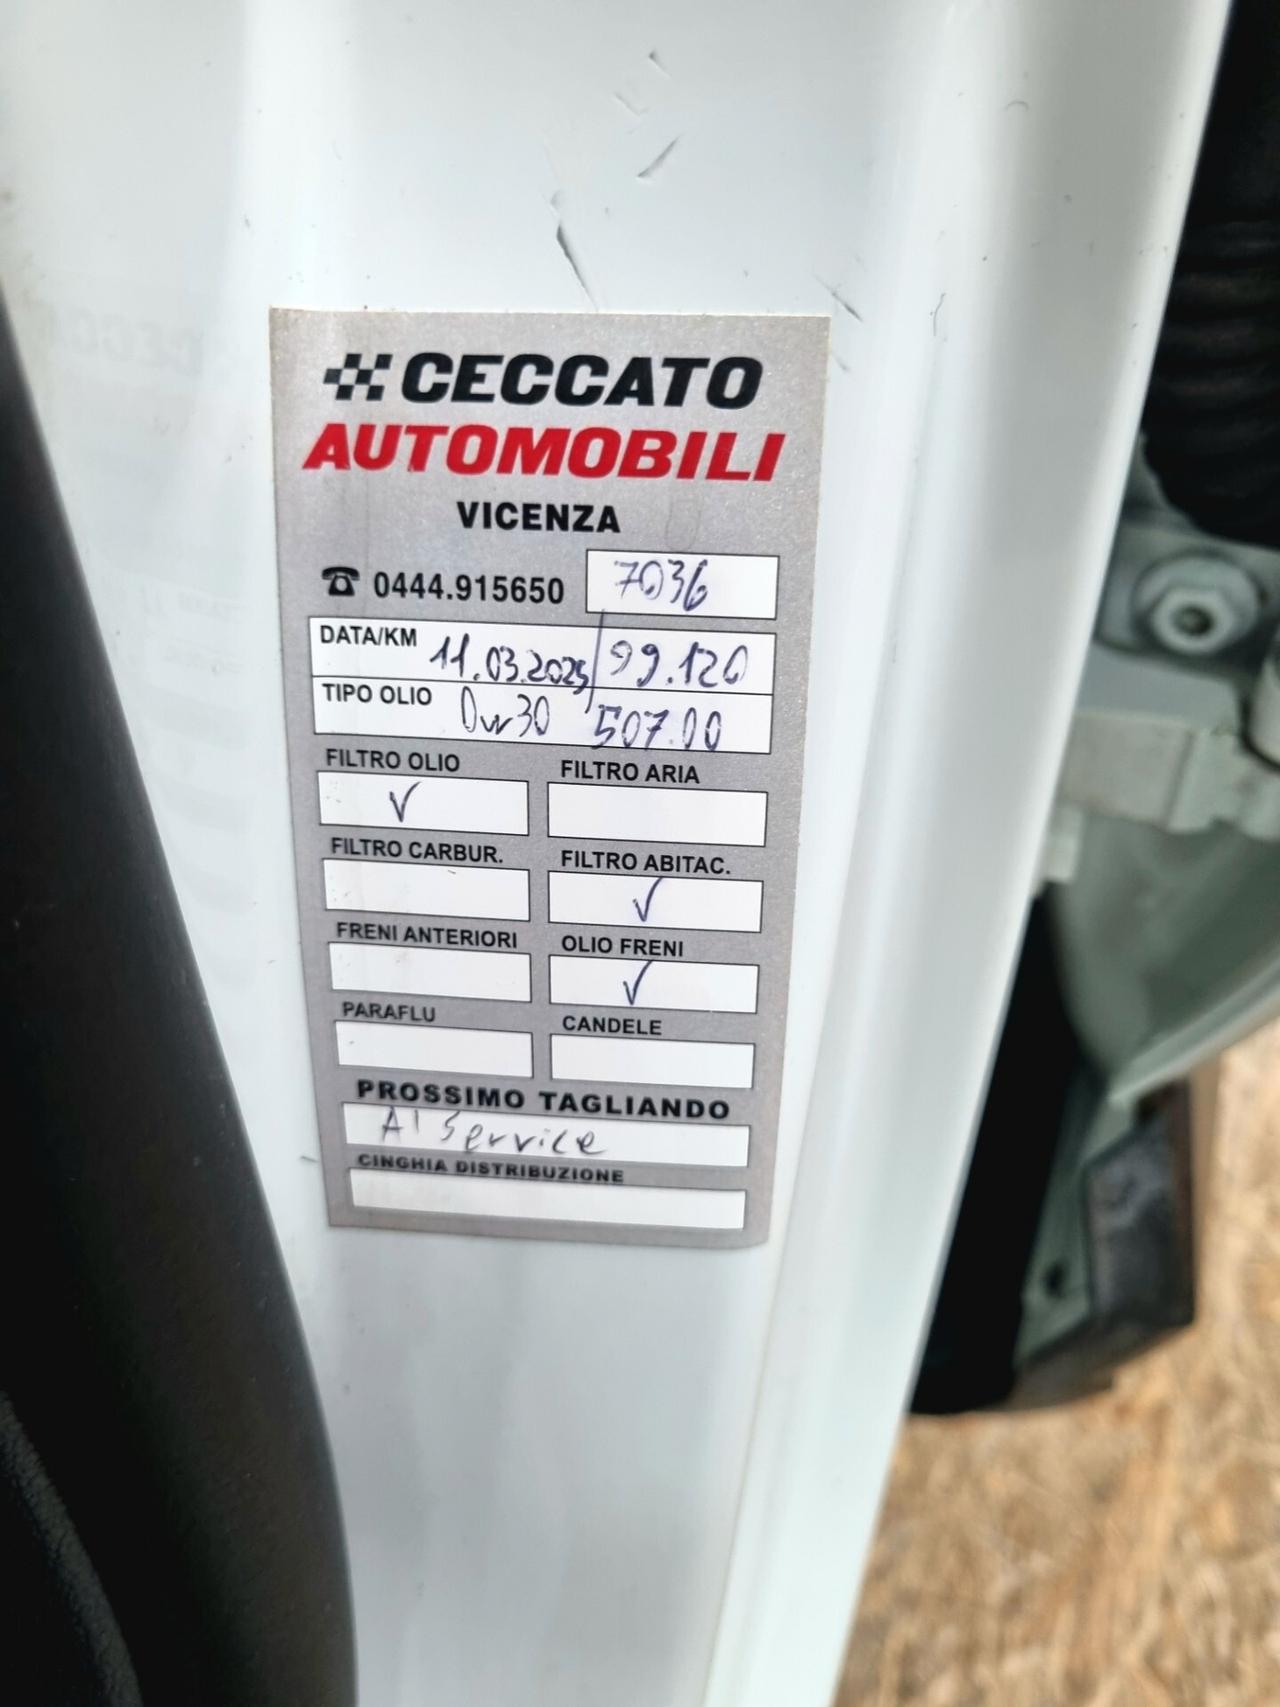 CECCATO
AUTOMOBILI
VICENZA
☎ 0444.915650 7036
DATA/KM 11.03.2025/99.120
TIPO OLIO 0w30 507.00
FILTRO OLIO FILTRO ARIA
✓
FILTRO CARBUR. FILTRO ABITAC.
✓
FRENI ANTERIORI OLIO FRENI
✓
PARAFLU CANDELE
PROSSIMO TAGLIANDO
Al Service
CINGHIA DISTRIBUZIONE